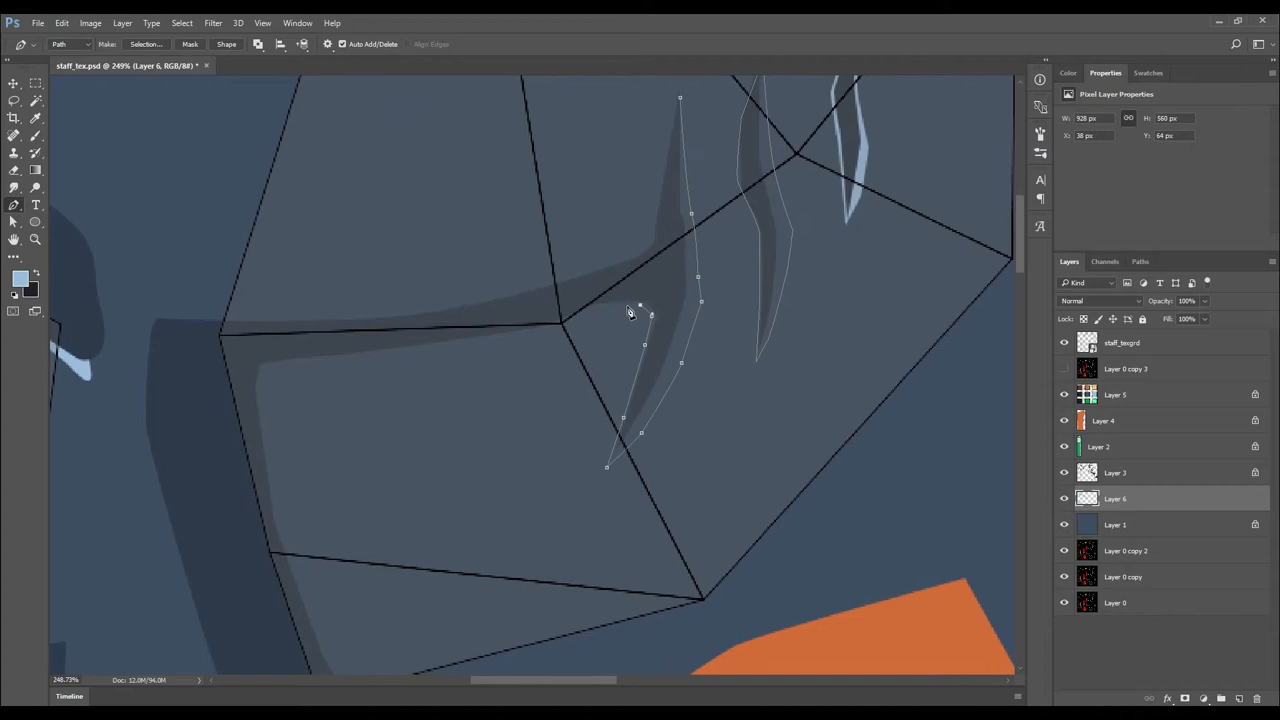 Ps File Edit Image Layer Type Select Filter 3D View Window Help
Path Make: Selection... Mask Shape Auto Add/Delete Align Edges
staff_tex.psd @ 249% (Layer 6, RGB/8#) * ×
Color Properties Swatches
Pixel Layer Properties
W: 928 px H: 560 px
X: 38 px Y: 64 px
Layers Channels Paths
Kind
Normal Opacity: 100%
Lock: Fill: 100%
staff_texgrd
Layer 0 copy 3
Layer 5
Layer 4
Layer 2
Layer 3
Layer 6
Layer 1
Layer 0 copy 2
Layer 0 copy
Layer 0
248.73% Doc: 12.0M/94.0M
Timeline